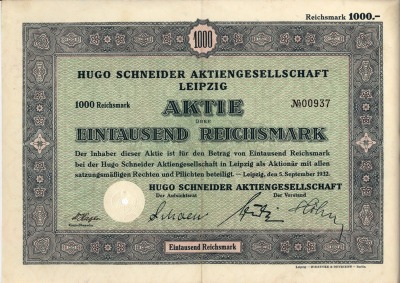 Reichsmark 1000.-
1000
HUGO SCHNEIDER AKTIENGESELLSCHAFT
LEIPZIG
1000 Reichsmark
AKTIE
№00937
über
EINTAUSEND REICHSMARK
Der Inhaber dieser Aktie ist für den Betrag von Eintausend Reichsmark
bei der Hugo Schneider Aktiengesellschaft in Leipzig als Aktionär mit allen
satzungsmäßigen Rechten und Pflichten beteiligt. — Leipzig, den 5. September 1932.
HUGO SCHNEIDER AKTIENGESELLSCHAFT
Der Aufsichtsrat
Der Vorstand
Eintausend Reichsmark